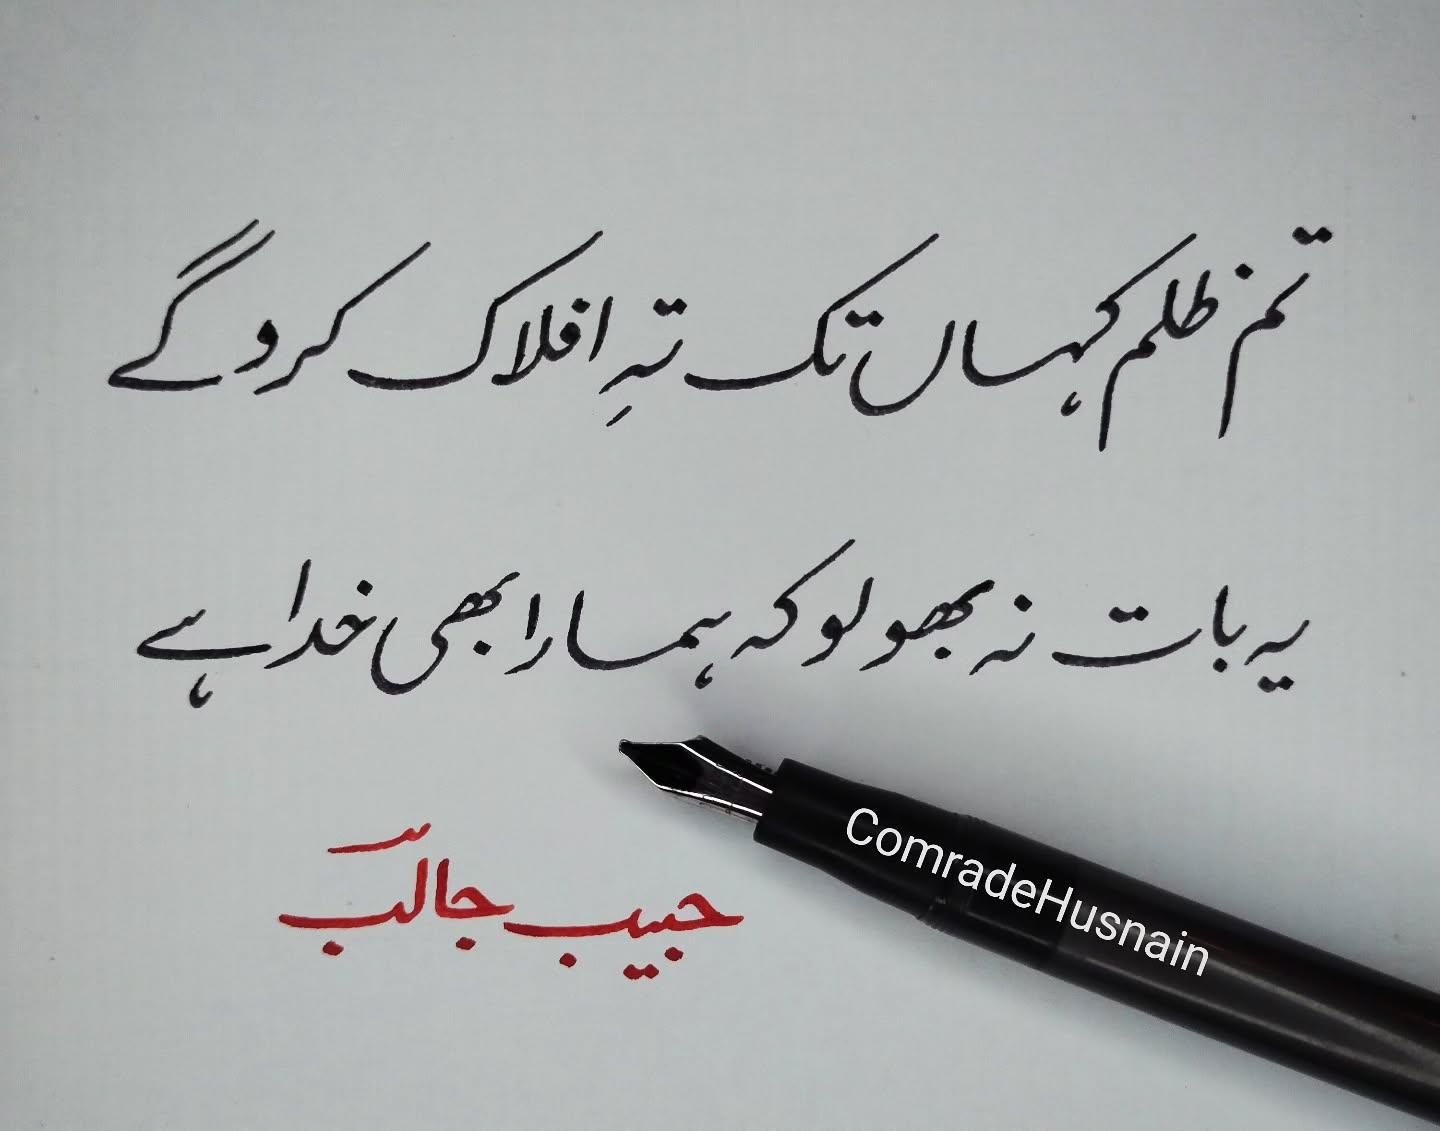 تم ظلم کہاں تک تہِ افلاک کرو گے
یہ بات نہ بھولو کہ ہمارا بھی خدا ہے
حبیب جالب
ComradeHusnain